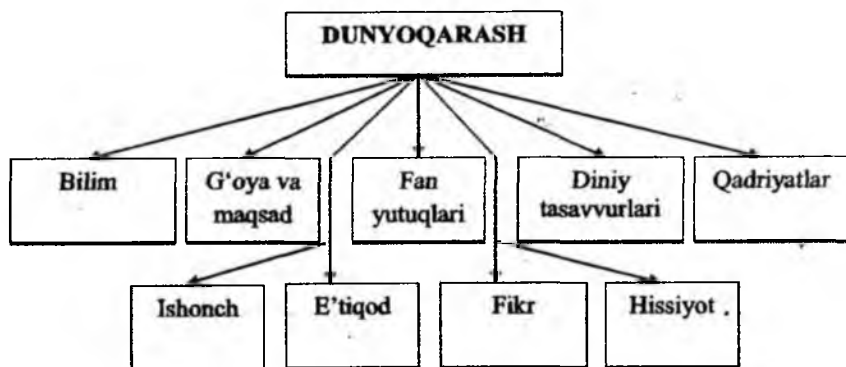 DUNYOQARASH
Bilim
G‘oya va
maqsad
Fan
yutuqlari
Diniy
tasavvurlari
Qadriyatlar
Ishonch
E’tiqod
Fikr
Hissiyot